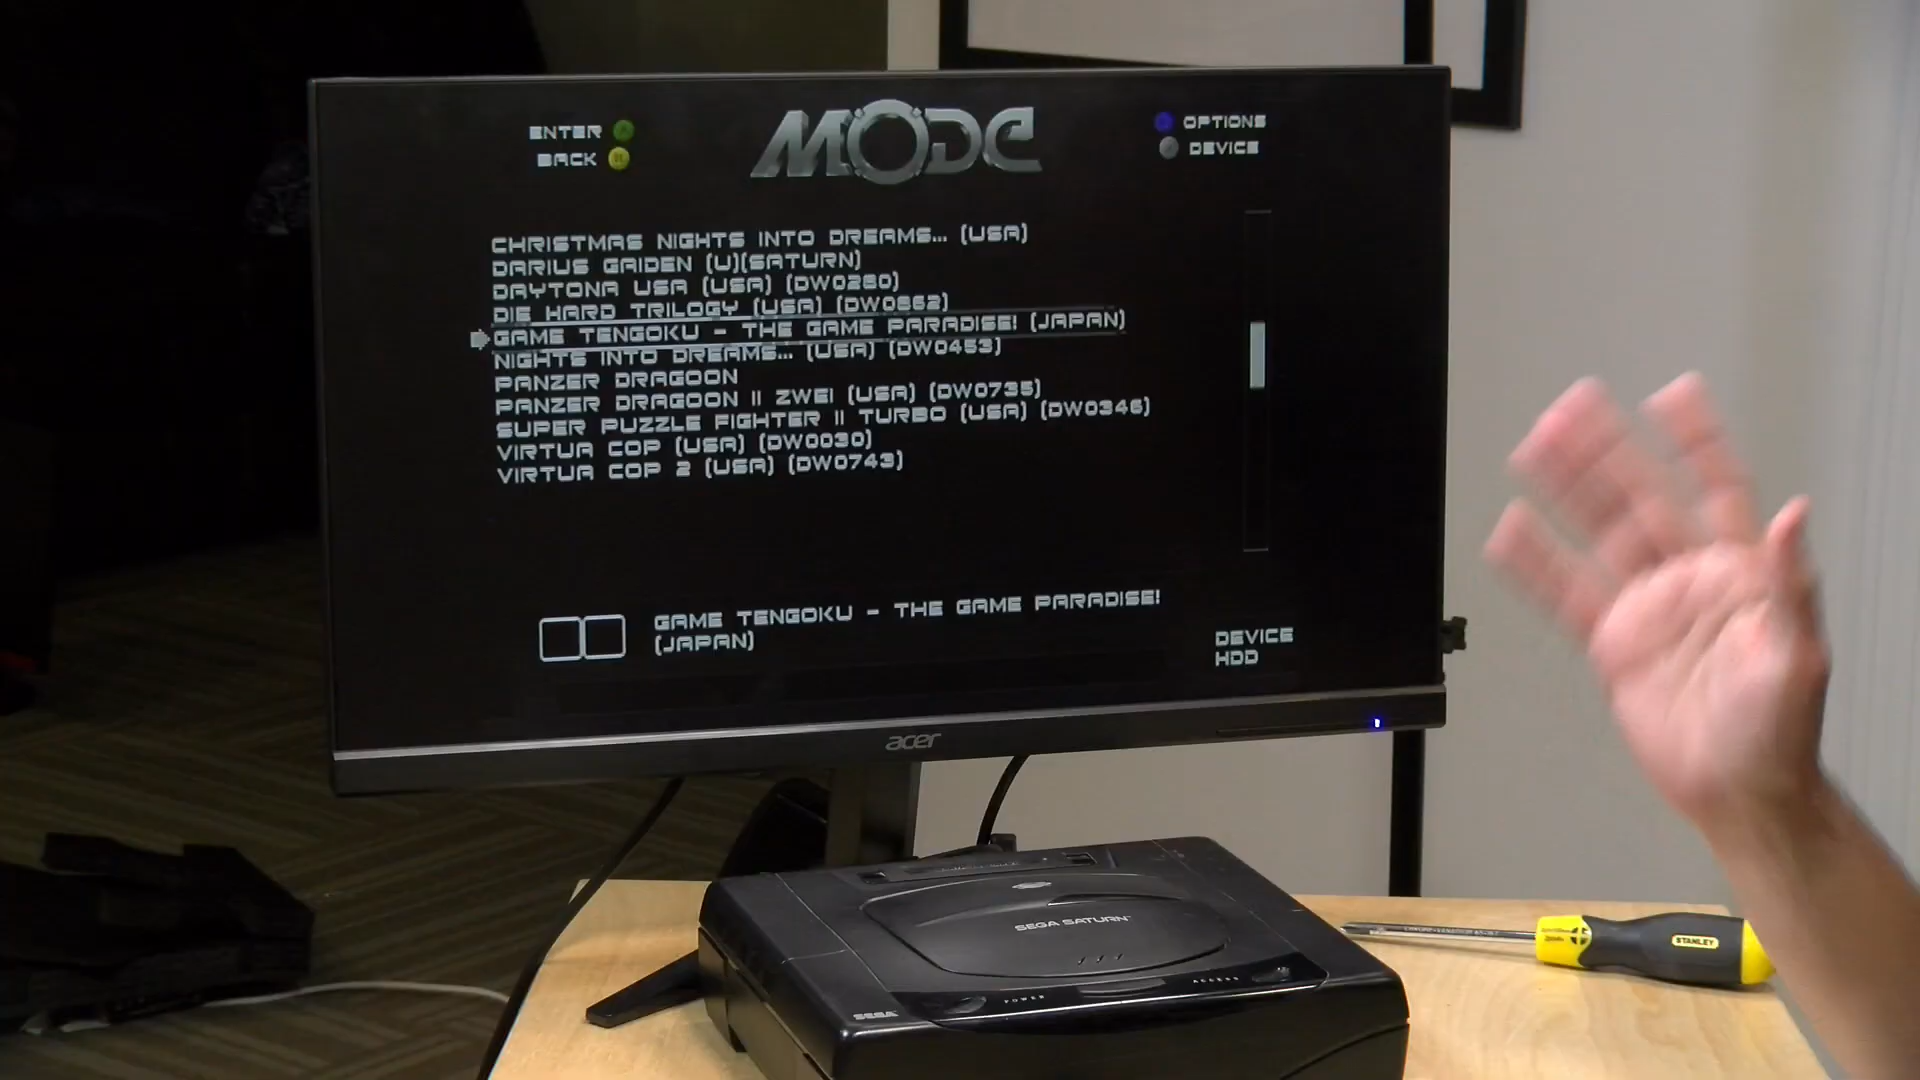 ENTER A
BACK B
MODE
OPTIONS
DEVICE
CHRISTMAS NIGHTS INTO DREAMS... (USA)
DARIUS GAIDEN (U)(SATURN)
DAYTONA USA (USA) (DW0280)
DIE HARD TRILOGY (USA) (DW0862)
GAME TENGOKU - THE GAME PARADISE! (JAPAN)
NIGHTS INTO DREAMS... (USA) (DW0453)
PANZER DRAGOON
PANZER DRAGOON II ZWEI (USA) (DW0735)
SUPER PUZZLE FIGHTER II TURBO (USA) (DW0346)
VIRTUA COP (USA) (DW0030)
VIRTUA COP 2 (USA) (DW0743)
GAME TENGOKU - THE GAME PARADISE!
(JAPAN)
DEVICE
HDD
acer
SEGA SATURN
POWER
ACCESS
SEGA
STANLEY